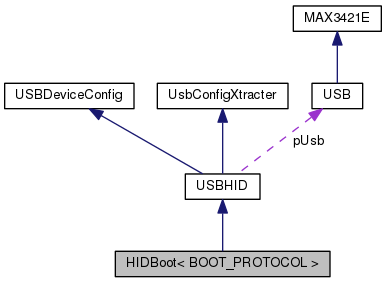 MAX3421E
USBDeviceConfig
UsbConfigXtracter
USB
pUsb
USBHID
HIDBoot< BOOT_PROTOCOL >